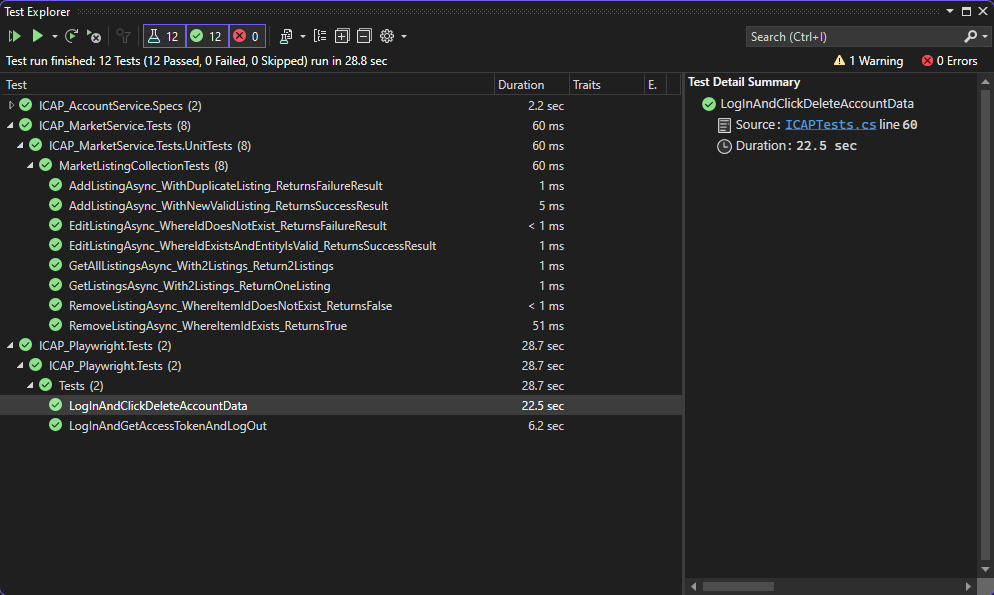 Test Explorer
12 12 0
Search (Ctrl+I)
Test run finished: 12 Tests (12 Passed, 0 Failed, 0 Skipped) run in 28.8 sec
1 Warning 0 Errors
Test Duration Traits E.
ICAP_AccountService.Specs (2) 2.2 sec
ICAP_MarketService.Tests (8) 60 ms
ICAP_MarketService.Tests.UnitTests (8) 60 ms
MarketListingCollectionTests (8) 60 ms
AddListingAsync_WithDuplicateListing_ReturnsFailureResult 1 ms
AddListingAsync_WithNewValidListing_ReturnsSuccessResult 5 ms
EditListingAsync_WhereIdDoesNotExist_ReturnsFailureResult < 1 ms
EditListingAsync_WhereIdExistsAndEntityIsValid_ReturnsSuccessResult 1 ms
GetAllListingsAsync_With2Listings_Return2Listings 1 ms
GetListingsAsync_With2Listings_ReturnOneListing 1 ms
RemoveListingAsync_WhereItemIdDoesNotExist_ReturnsFalse < 1 ms
RemoveListingAsync_WhereItemIdExists_ReturnsTrue 51 ms
ICAP_Playwright.Tests (2) 28.7 sec
ICAP_Playwright.Tests (2) 28.7 sec
Tests (2) 28.7 sec
LogInAndClickDeleteAccountData 22.5 sec
LogInAndGetAccessTokenAndLogOut 6.2 sec
Test Detail Summary
LogInAndClickDeleteAccountData
Source: ICAPTests.cs line 60
Duration: 22.5 sec